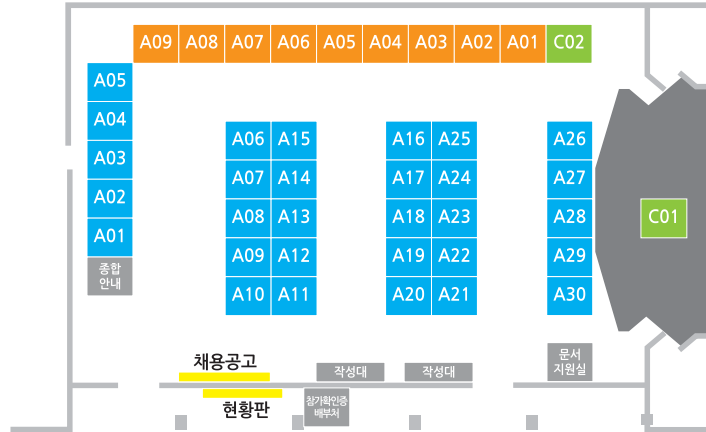 A09 A08 A07 A06 A05 A04 A03 A02 A01 C02
A05
A04
A03
A02
A01
종합
안내
A06 A15 A16 A25 A26
A07 A14 A17 A24 A27
A08 A13 A18 A23 A28
A09 A12 A19 A22 A29
A10 A11 A20 A21 A30
C01
문서
지원실
채용공고
작성대 작성대
현황판
참가확인증
배부처